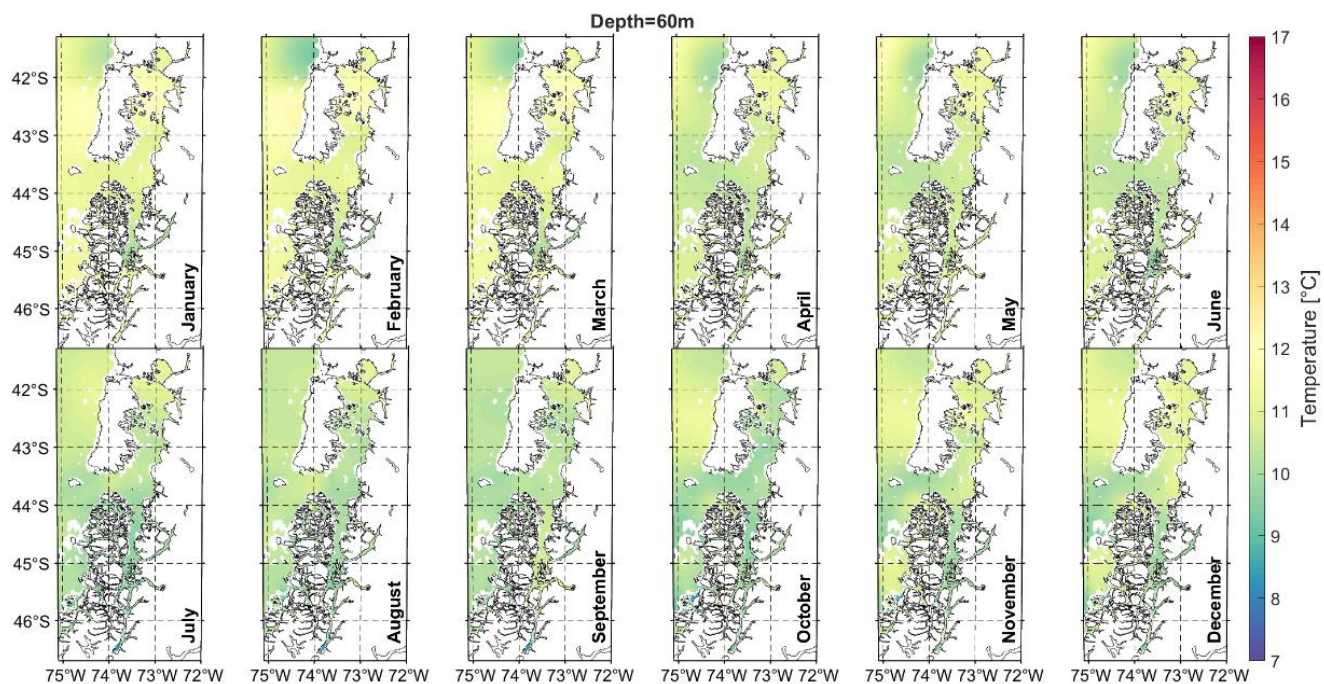 Depth=60m
42°S
43°S
44°S
45°S
46°S
January
February
March
April
May
June
42°S
43°S
44°S
45°S
46°S
July
August
September
October
November
December
75°W 74°W 73°W 72°W
75°W 74°W 73°W 72°W
75°W 74°W 73°W 72°W
75°W 74°W 73°W 72°W
75°W 74°W 73°W 72°W
75°W 74°W 73°W 72°W
17
16
15
14
13
12
11
10
9
8
7
Temperature [°C]